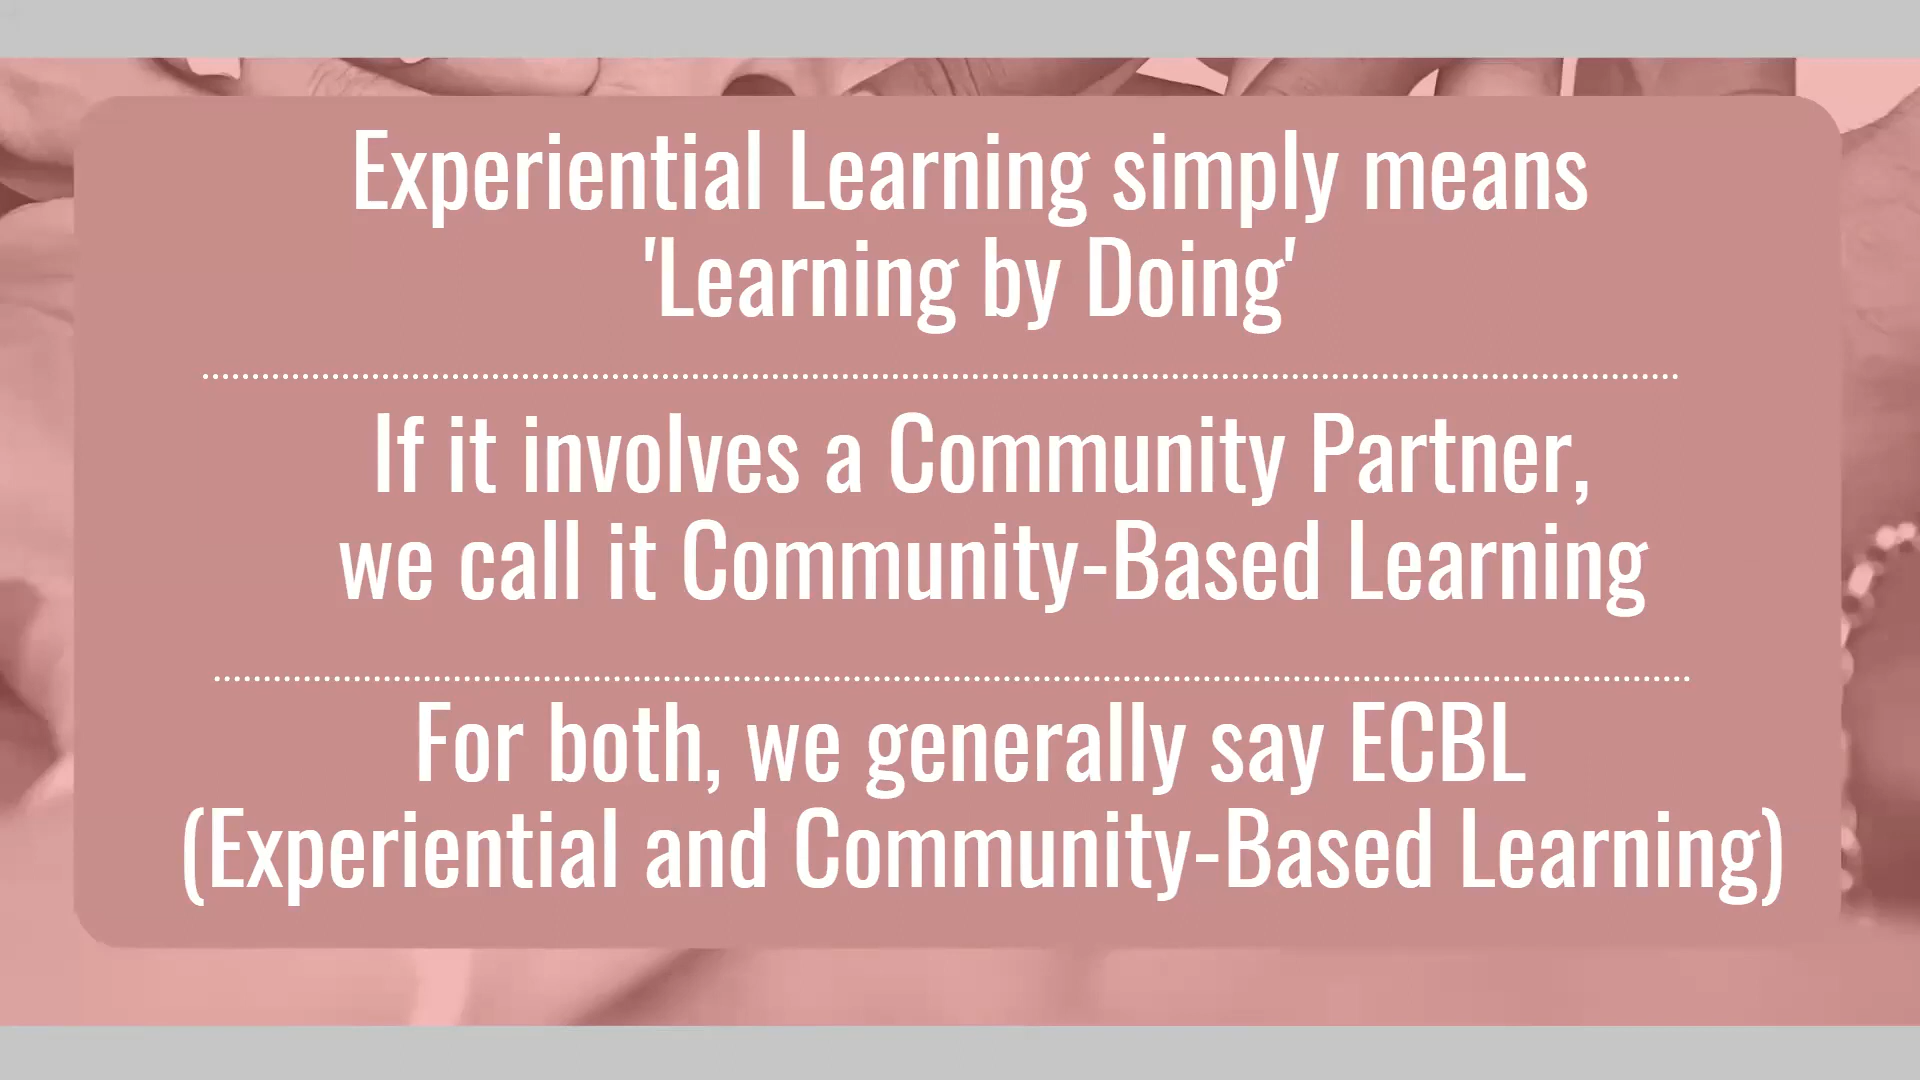 Experiential Learning simply means
'Learning by Doing'
If it involves a Community Partner,
we call it Community-Based Learning
For both, we generally say ECBL
(Experiential and Community-Based Learning)